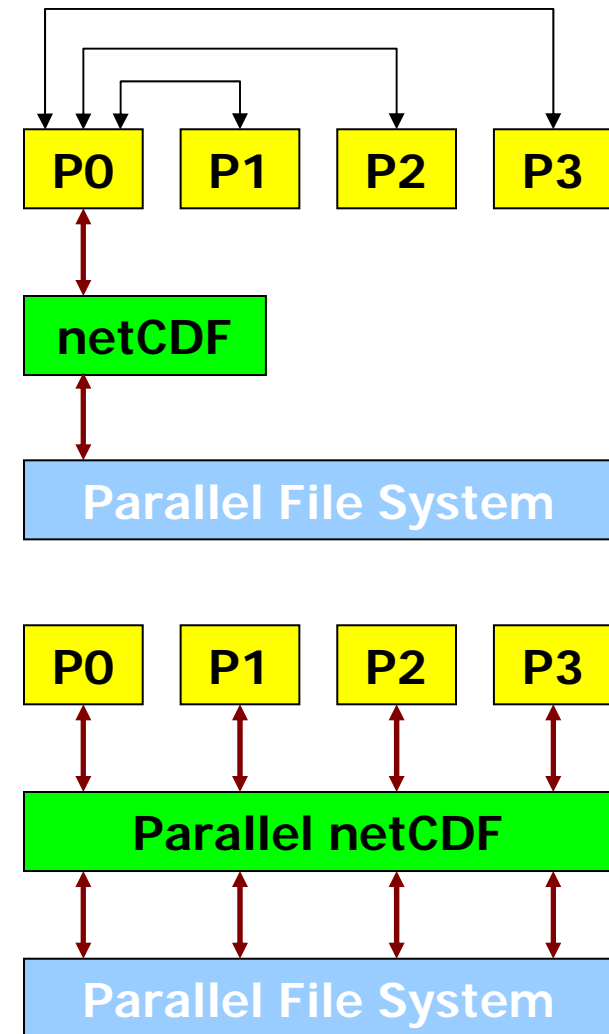 P0 P1 P2 P3
netCDF
Parallel File System
P0 P1 P2 P3
Parallel netCDF
Parallel File System